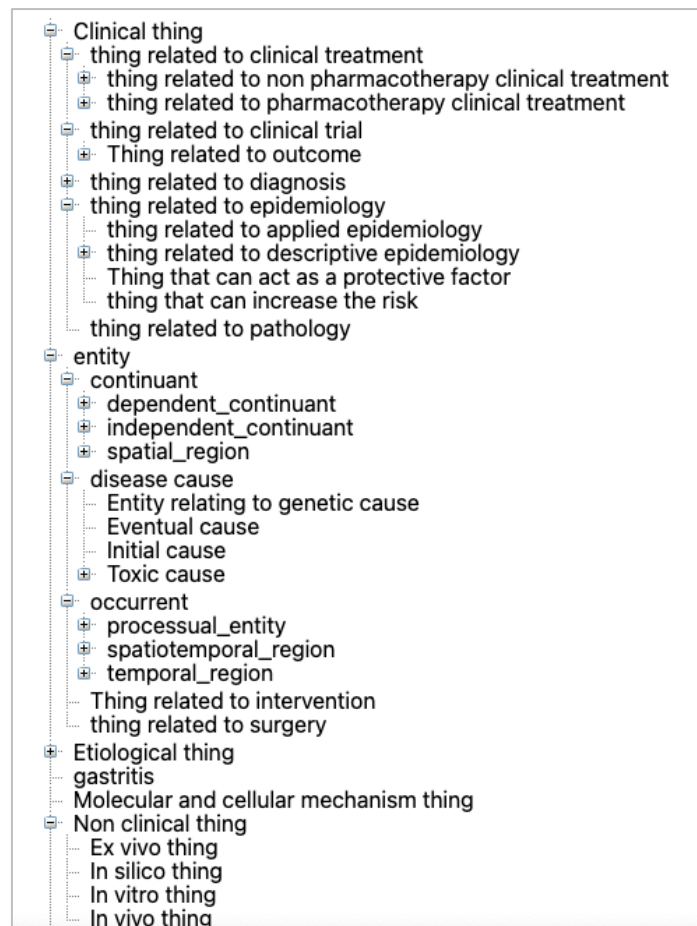 Clinical thing
thing related to clinical treatment
thing related to non pharmacotherapy clinical treatment
thing related to pharmacotherapy clinical treatment
thing related to clinical trial
Thing related to outcome
thing related to diagnosis
thing related to epidemiology
thing related to applied epidemiology
thing related to descriptive epidemiology
Thing that can act as a protective factor
thing that can increase the risk
thing related to pathology
entity
continuant
dependent_continuant
independent_continuant
spatial_region
disease cause
Entity relating to genetic cause
Eventual cause
Initial cause
Toxic cause
occurrent
processual_entity
spatiotemporal_region
temporal_region
Thing related to intervention
thing related to surgery
Etiological thing
gastritis
Molecular and cellular mechanism thing
Non clinical thing
Ex vivo thing
In silico thing
In vitro thing
In vivo thing